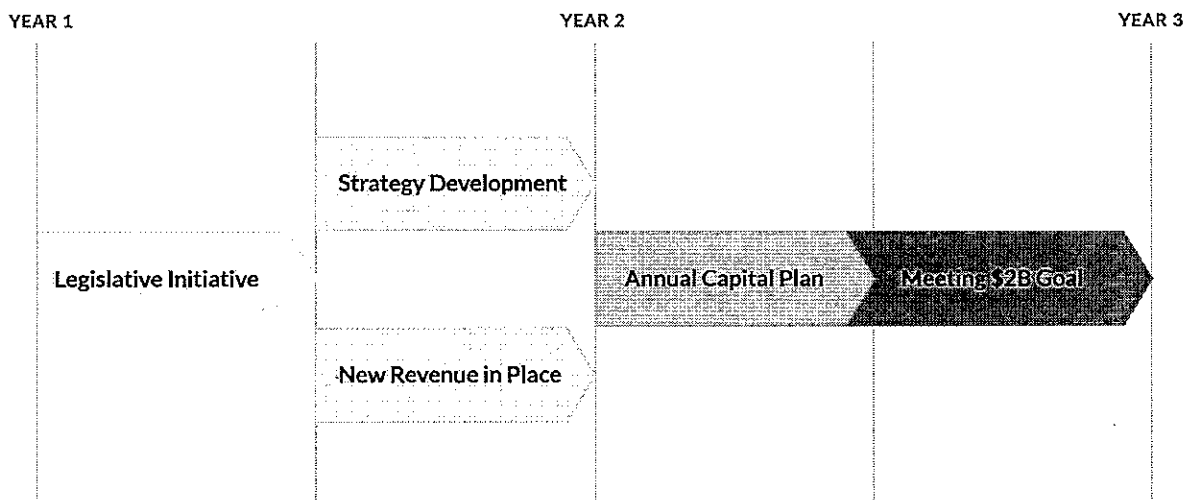 YEAR 1
YEAR 2
YEAR 3
Strategy Development
Legislative Initiative
Annual Capital Plan
Meeting $2B Goal
New Revenue in Place